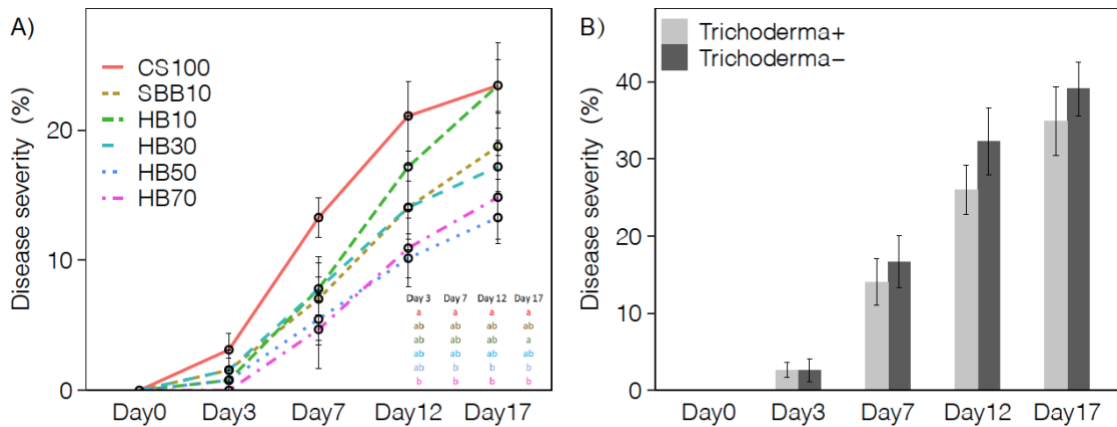 A)
Disease severity (%)
20
10
0
CS100
SBB10
HB10
HB30
HB50
HB70
Day 3 Day 7 Day 12 Day 17
a a a a
ab ab ab ab
ab ab ab a
ab ab ab ab
ab b b b
b b b b
Day0 Day3 Day7 Day12 Day17
B)
Disease severity (%)
40
30
20
10
0
Trichoderma+
Trichoderma−
Day0 Day3 Day7 Day12 Day17